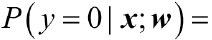 P(y = 0 | x; w) =